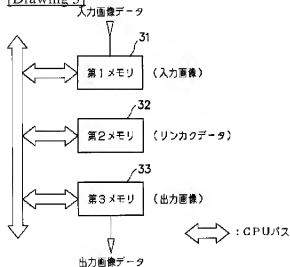 [Drawing 3]
入力画像データ
31
第1メモリ (入力画像)
32
第2メモリ (リンカクデータ)
33
第3メモリ (出力画像)
:CPUバス
出力画像データ